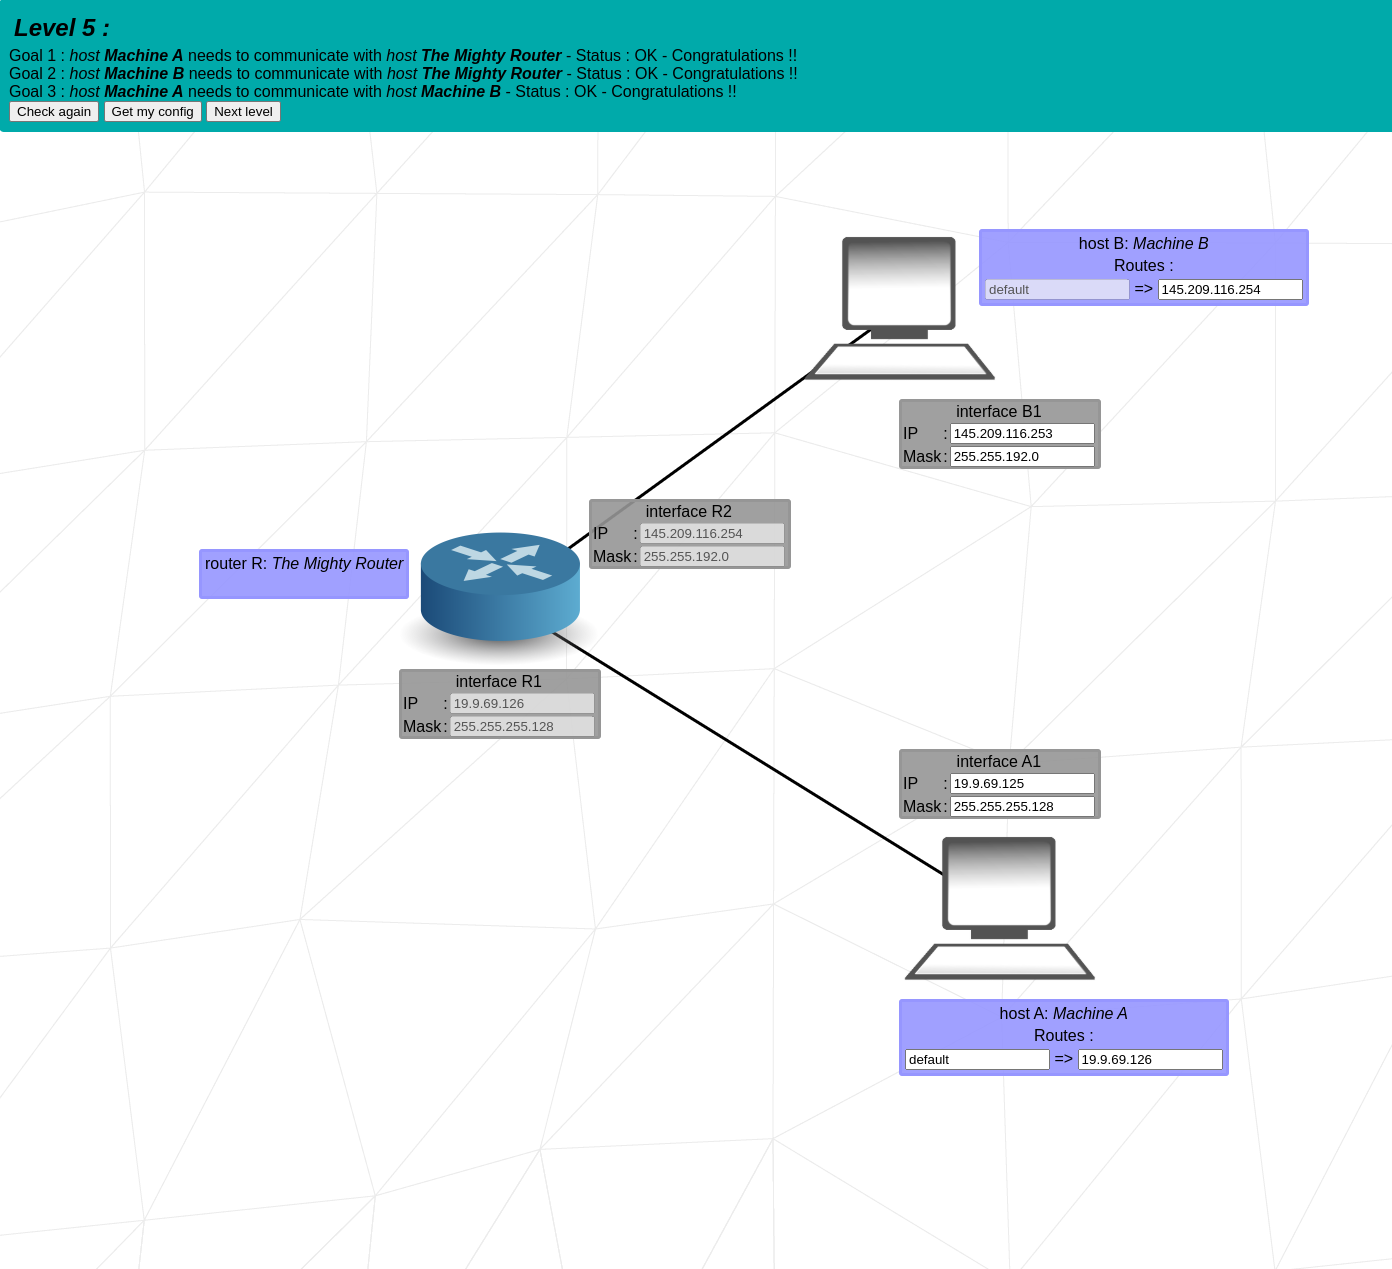 Level 5 :
Goal 1 : host Machine A needs to communicate with host The Mighty Router - Status : OK - Congratulations !!
Goal 2 : host Machine B needs to communicate with host The Mighty Router - Status : OK - Congratulations !!
Goal 3 : host Machine A needs to communicate with host Machine B - Status : OK - Congratulations !!
Check again Get my config Next level
host B: Machine B
Routes :
default => 145.209.116.254
interface B1
IP : 145.209.116.253
Mask : 255.255.192.0
interface R2
IP : 145.209.116.254
Mask : 255.255.192.0
router R: The Mighty Router
interface R1
IP : 19.9.69.126
Mask : 255.255.255.128
interface A1
IP : 19.9.69.125
Mask : 255.255.255.128
host A: Machine A
Routes :
default => 19.9.69.126